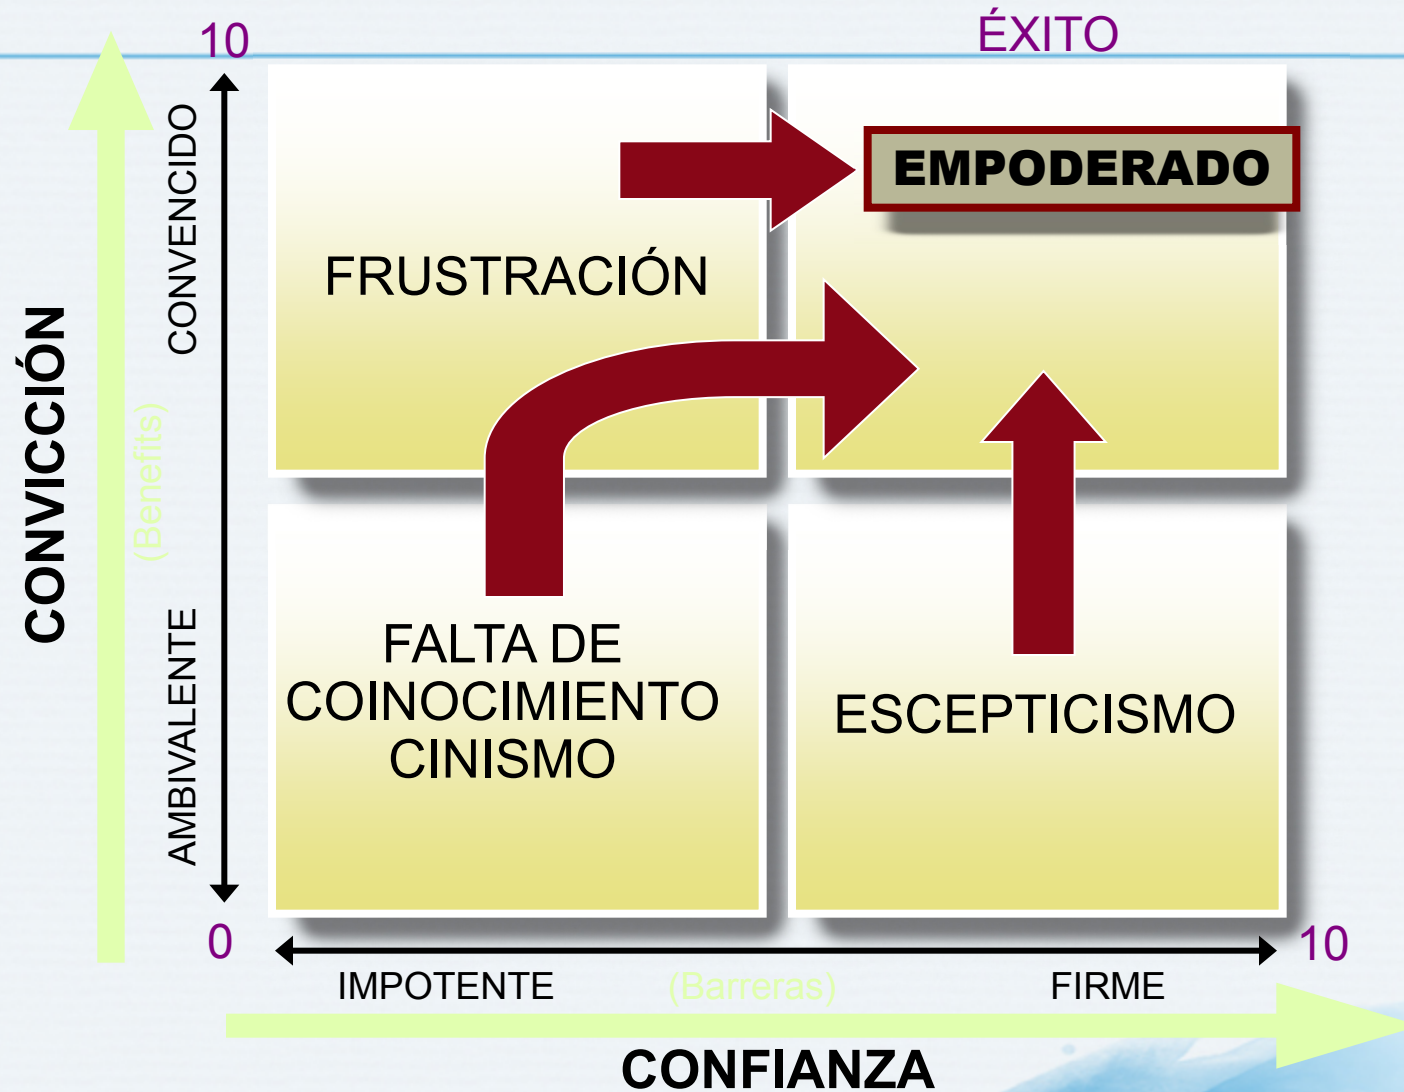 10
ÉXITO
CONVICCIÓN
(Benefits)
CONVENCIDO
AMBIVALENTE
EMPODERADO
FRUSTRACIÓN
FALTA DE
COINOCIMIENTO
CINISMO
ESCEPTICISMO
0
10
IMPOTENTE
(Barreras)
FIRME
CONFIANZA